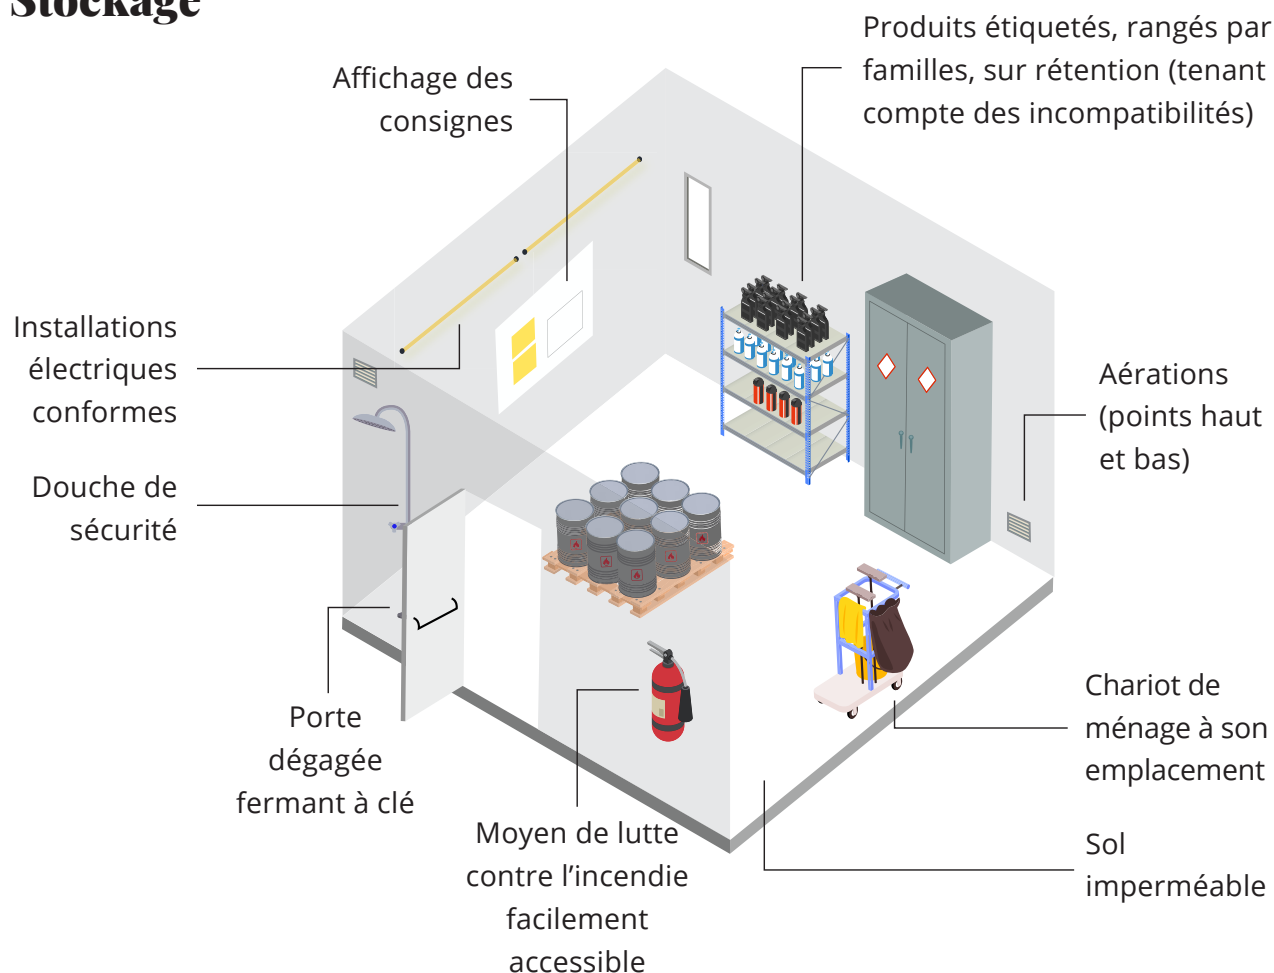 Stockage
Produits étiquetés, rangés par
familles, sur rétention (tenant
compte des incompatibilités)
Affichage des
consignes
Installations
électriques
conformes
Aérations
(points haut
et bas)
Douche de
sécurité
Porte
dégagée
fermant à clé
Chariot de
ménage à son
emplacement
Moyen de lutte
contre l’incendie
facilement
accessible
Sol
imperméable